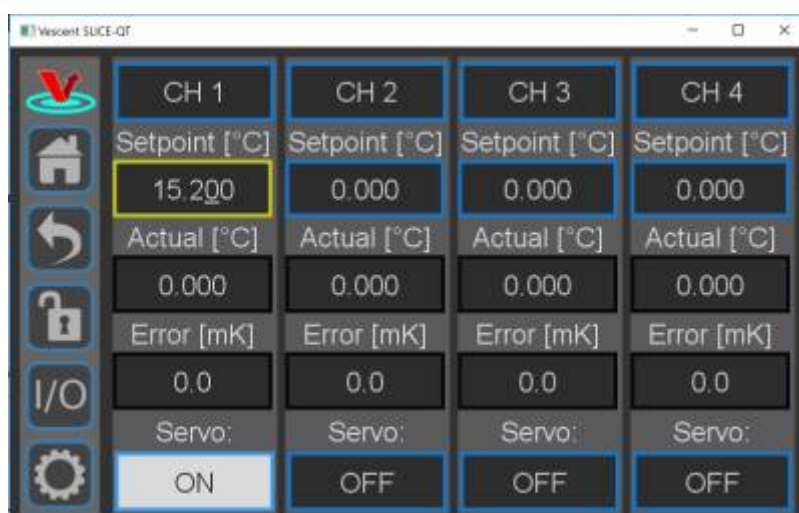 Vescent SLICE-QT
CH 1 CH 2 CH 3 CH 4
Setpoint [°C] Setpoint [°C] Setpoint [°C] Setpoint [°C]
15.200 0.000 0.000 0.000
Actual [°C] Actual [°C] Actual [°C] Actual [°C]
0.000 0.000 0.000 0.000
Error [mK] Error [mK] Error [mK] Error [mK]
I/O 0.0 0.0 0.0 0.0
Servo: Servo: Servo: Servo:
ON OFF OFF OFF